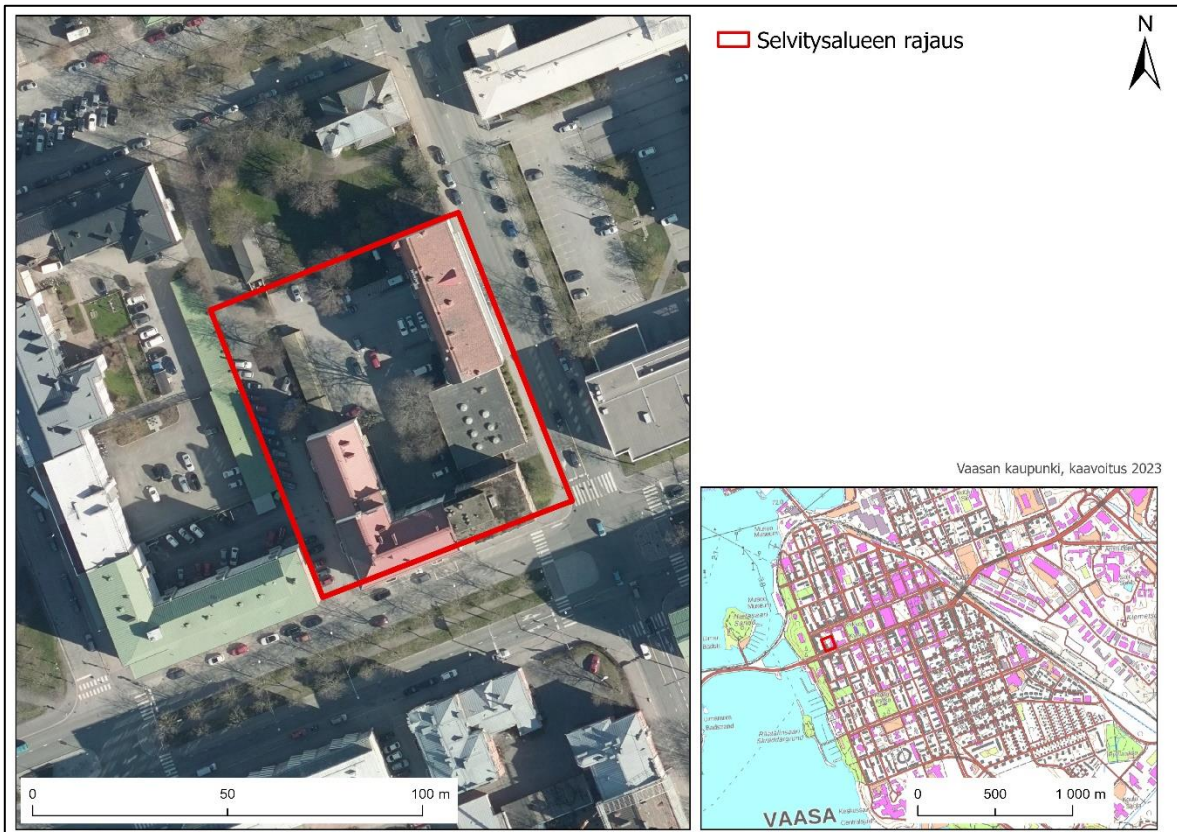 Selvitysalueen rajaus
N
Vaasan kaupunki, kaavoitus 2023
0 50 100 m
0 500 1 000 m
VAASA